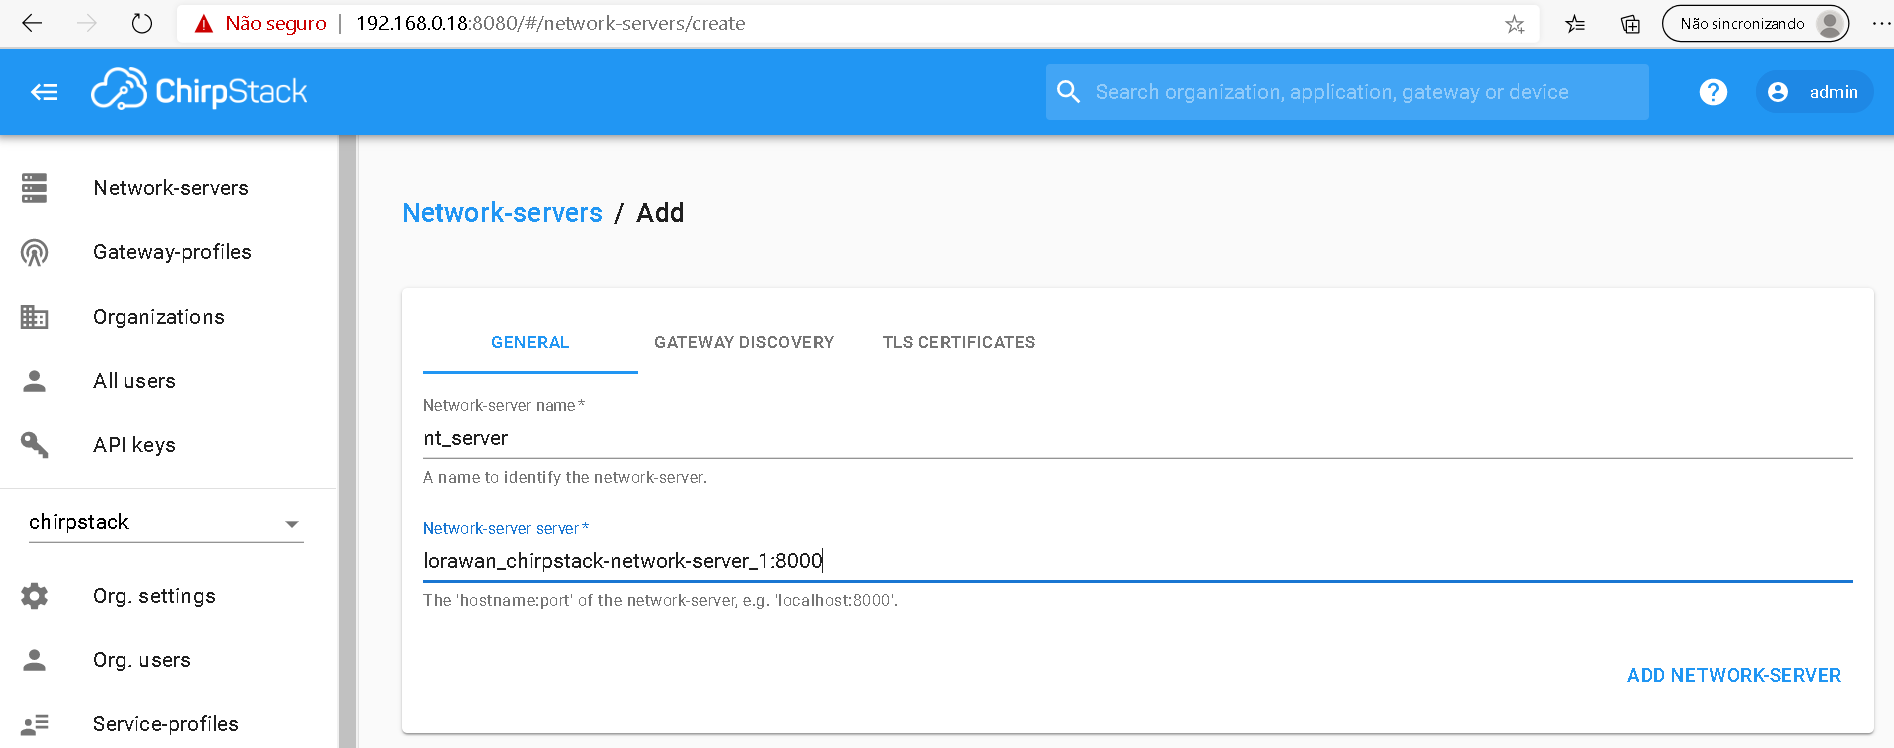 Não seguro | 192.168.0.18:8080/#/network-servers/create
Não sincronizando
ChirpStack
Search organization, application, gateway or device
?
admin
Network-servers
Gateway-profiles
Organizations
All users
API keys
chirpstack
Org. settings
Org. users
Service-profiles
Network-servers / Add
GENERAL GATEWAY DISCOVERY TLS CERTIFICATES
Network-server name *
nt_server
A name to identify the network-server.
Network-server server *
lorawan_chirpstack-network-server_1:8000
The 'hostname:port' of the network-server, e.g. 'localhost:8000'.
ADD NETWORK-SERVER